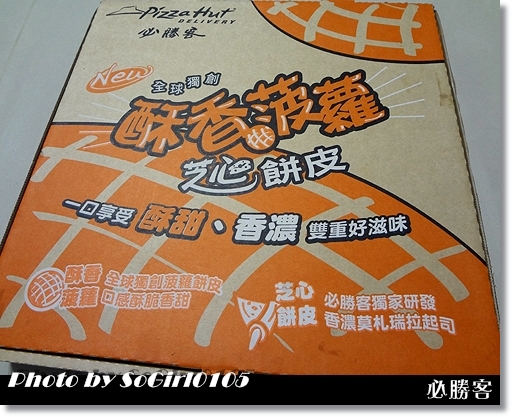 Pizza Hut
DELIVERY
必勝客
New
全球獨創
酥香菠蘿
芝心餅皮
一口享受 酥甜、香濃 雙重好滋味
酥香菠蘿
全球獨創菠蘿餅皮
口感酥脆香甜
芝心餅皮
必勝客獨家研發
香濃莫札瑞拉起司
Photo by SoGirl0105
必勝客